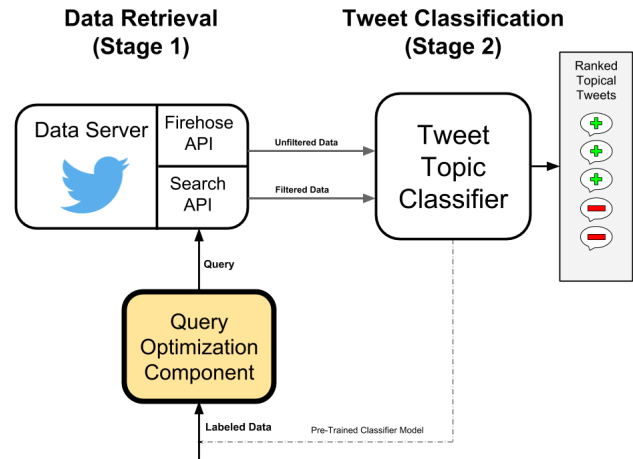 Data Retrieval
(Stage 1)
Tweet Classification
(Stage 2)
Ranked
Topical
Tweets
Data Server
Firehose
API
Search
API
Unfiltered Data
Filtered Data
Tweet
Topic
Classifier
Query
Query
Optimization
Component
Labeled Data
Pre-Trained Classifier Model